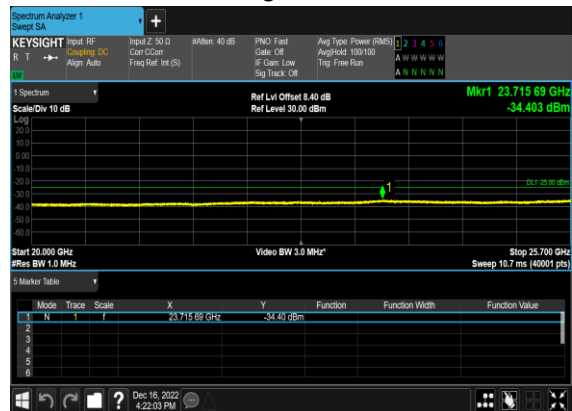 Spectrum Analyzer 1
Swept SA
+
KEYSIGHT Input: RF Input Z: 50 Ω #Atten: 40 dB PNO: Fast Avg Type: Power (RMS) 1 2 3 4 5 6
R T Coupling: DC Corr CCorr Gate: Off Avg|Hold: 100/100 A W W W W W
Align: Auto Freq Ref: Int (S) IF Gain: Low Trig: Free Run
Sig Track: Off A N N N N N
1 Spectrum Ref Lvl Offset 8.40 dB Mkr1 23.715 69 GHz
Scale/Div 10 dB Ref Level 30.00 dBm -34.403 dBm
Log
20.0
10.0
0.00
-10.0
-20.0
DL1 -25.00 dBm
-30.0
1
-40.0
-50.0
-60.0
Start 20.000 GHz Video BW 3.0 MHz* Stop 25.700 GHz
#Res BW 1.0 MHz Sweep 10.7 ms (40001 pts)
5 Marker Table
Mode Trace Scale X Y Function Function Width Function Value
1 N 1 f 23.715 69 GHz -34.40 dBm
2
3
4
5
6
? Dec 16, 2022
4:22:03 PM